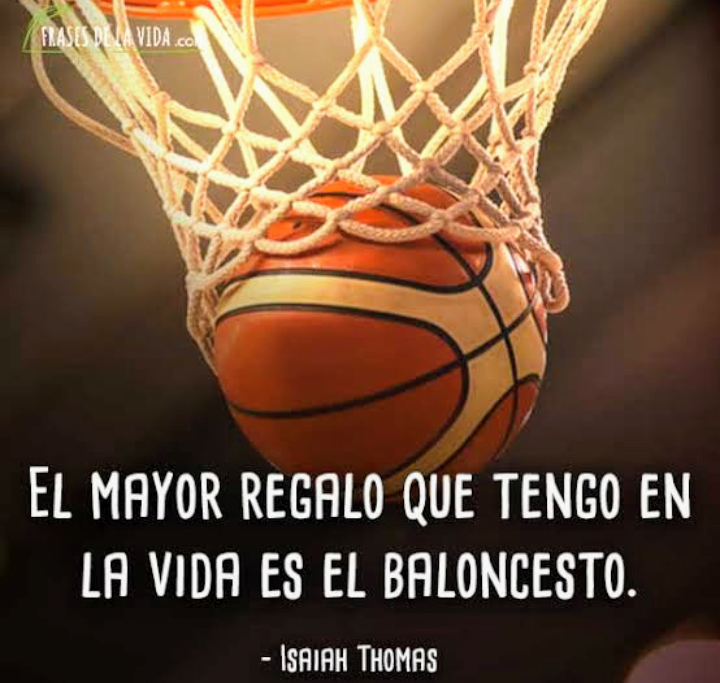 FRASES DE LA VIDA .com
EL MAYOR REGALO QUE TENGO EN
LA VIDA ES EL BALONCESTO.
- ISAIAH THOMAS